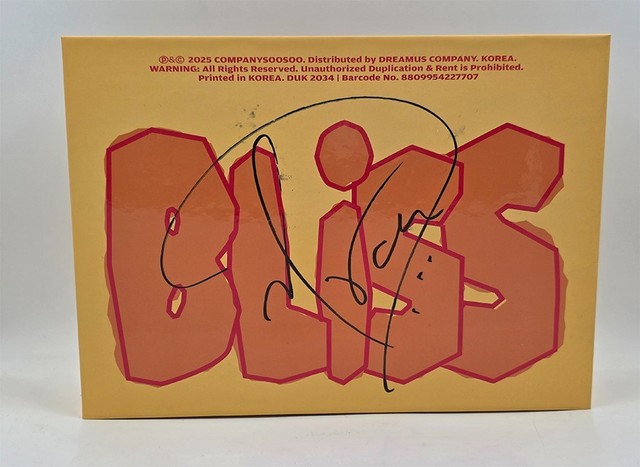 ℗&© 2025 COMPANYSOOSOO. Distributed by DREAMUS COMPANY. KOREA.
WARNING: All Rights Reserved. Unauthorized Duplication & Rent is Prohibited.
Printed in KOREA. DUK 2034 | Barcode No. 8809954227707
BLiSS